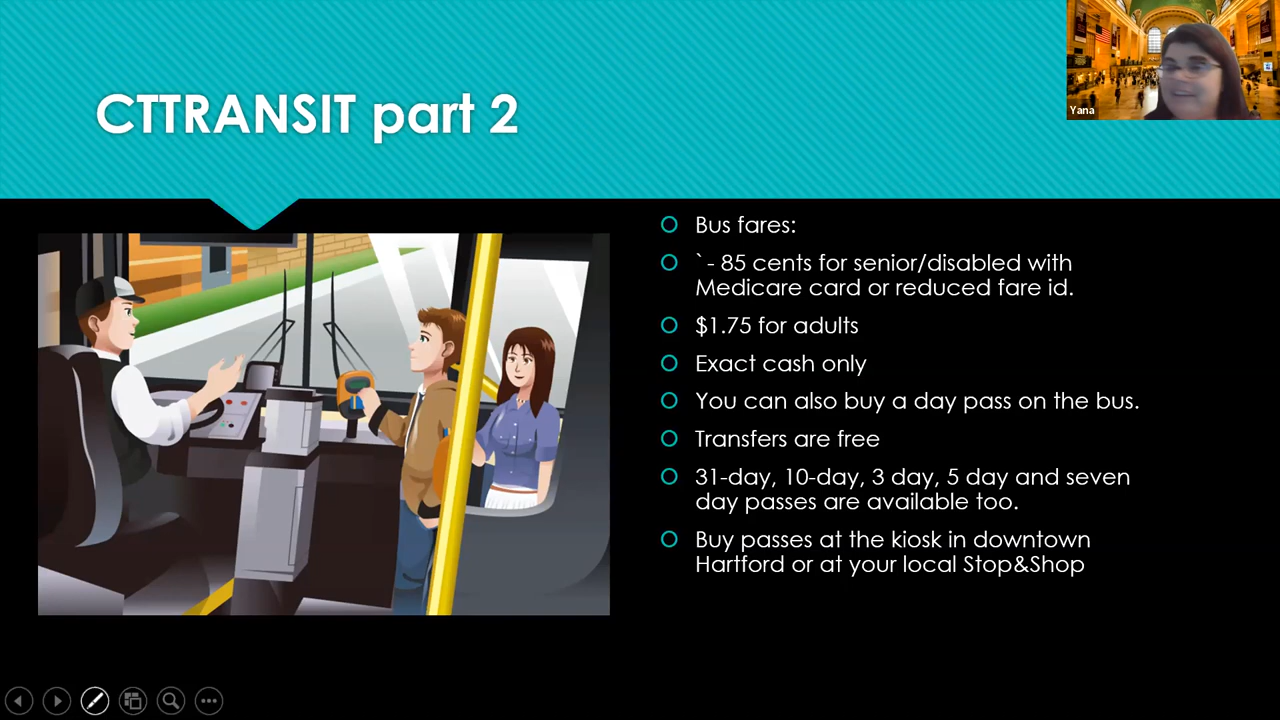 CTTRANSIT part 2
Yana
Bus fares:
` - 85 cents for senior/disabled with
Medicare card or reduced fare id.
$1.75 for adults
Exact cash only
You can also buy a day pass on the bus.
Transfers are free
31-day, 10-day, 3 day, 5 day and seven
day passes are available too.
Buy passes at the kiosk in downtown
Hartford or at your local Stop&Shop